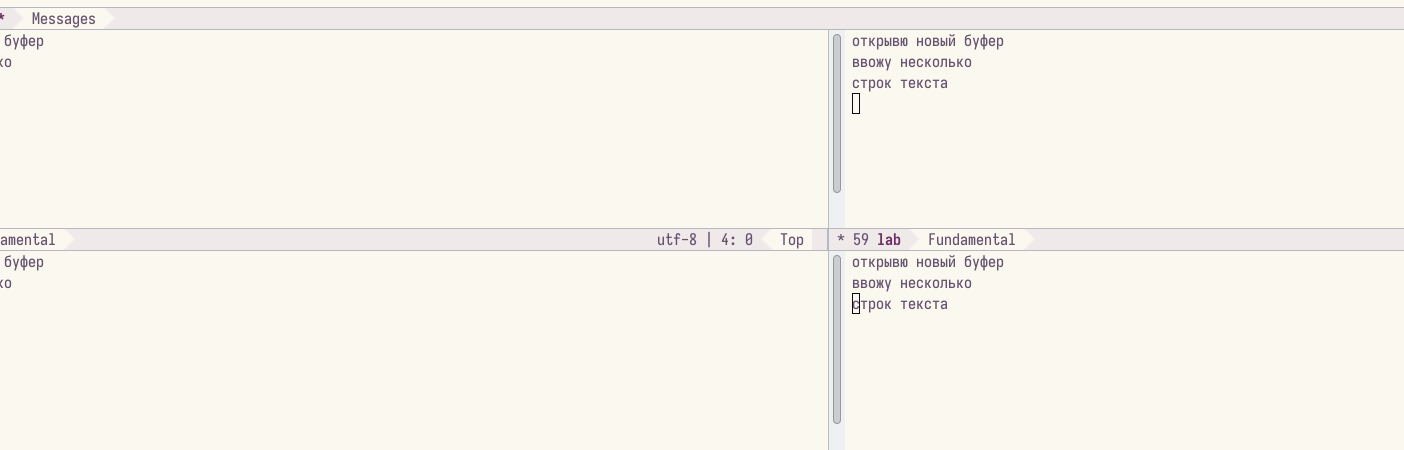 * Messages
буфер
ко
открывю новый буфер
ввожу несколько
строк текста
amental utf-8 | 4: 0 Top
* 59 lab Fundamental
буфер
ко
открывю новый буфер
ввожу несколько
строк текста